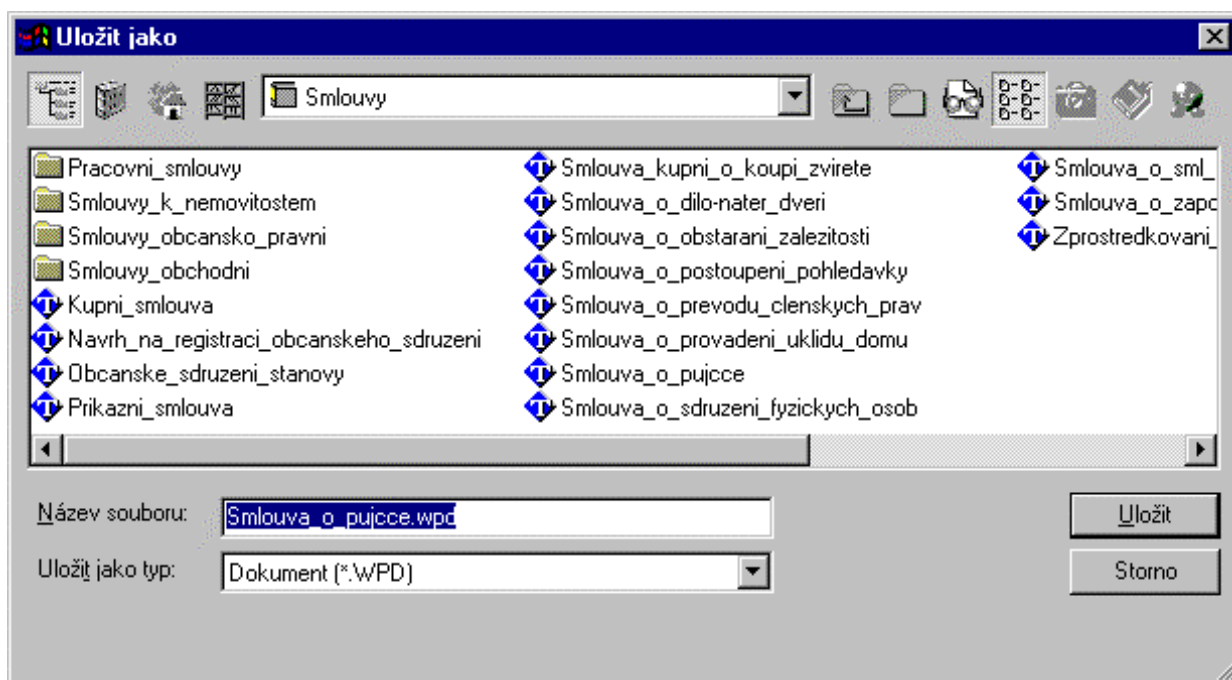 Uložit jako
Smlouvy
Pracovni_smlouvy
Smlouvy_k_nemovitostem
Smlouvy_obcansko_pravni
Smlouvy_obchodni
Kupni_smlouva
Navrh_na_registraci_obcanskeho_sdruzeni
Obcanske_sdruzeni_stanovy
Prikazni_smlouva
Smlouva_kupni_o_koupi_zvirete
Smlouva_o_dilo-nater_dveri
Smlouva_o_obstarani_zalezitosti
Smlouva_o_postoupeni_pohledavky
Smlouva_o_prevodu_clenskych_prav
Smlouva_o_provadeni_uklidu_domu
Smlouva_o_pujcce
Smlouva_o_sdruzeni_fyzickych_osob
Smlouva_o_sml_
Smlouva_o_zapo
Zprostredkovani_
Název souboru:
Smlouva_o_pujcce.wpd
Uložit
Uložit jako typ:
Dokument (*.WPD)
Storno